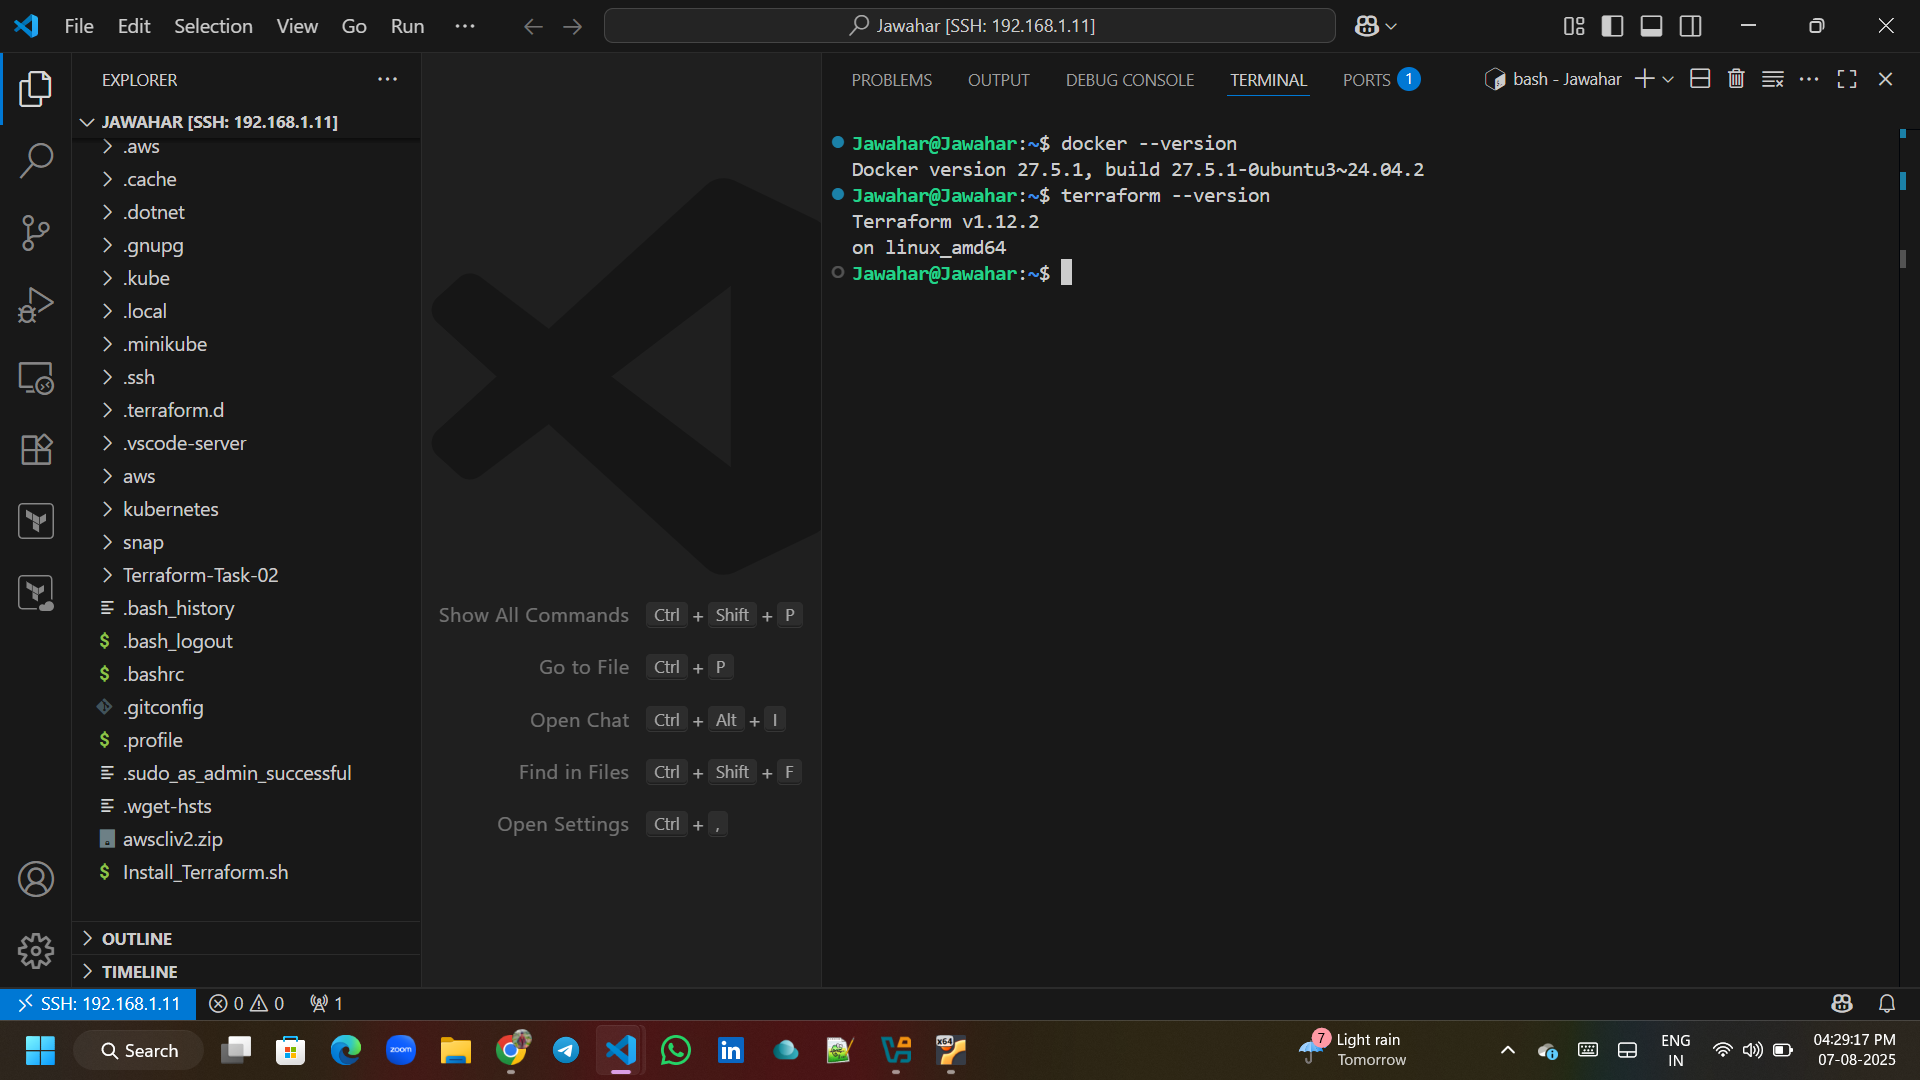 File Edit Selection View Go Run ···
Jawahar [SSH: 192.168.1.11]
EXPLORER
JAWAHAR [SSH: 192.168.1.11]
.aws
.cache
.dotnet
.gnupg
.kube
.local
.minikube
.ssh
.terraform.d
.vscode-server
aws
kubernetes
snap
Terraform-Task-02
.bash_history
$ .bash_logout
$ .bashrc
.gitconfig
$ .profile
.sudo_as_admin_successful
.wget-hsts
awscliv2.zip
$ Install_Terraform.sh
OUTLINE
TIMELINE
Show All Commands Ctrl + Shift + P
Go to File Ctrl + P
Open Chat Ctrl + Alt + I
Find in Files Ctrl + Shift + F
Open Settings Ctrl + ,
PROBLEMS OUTPUT DEBUG CONSOLE TERMINAL PORTS 1
bash - Jawahar
Jawahar@Jawahar:~$ docker --version
Docker version 27.5.1, build 27.5.1-0ubuntu3~24.04.2
Jawahar@Jawahar:~$ terraform --version
Terraform v1.12.2
on linux_amd64
Jawahar@Jawahar:~$
SSH: 192.168.1.11 0 0 1
Search
zoom
in
X64
7
Light rain
Tomorrow
ENG
IN
04:29:17 PM
07-08-2025